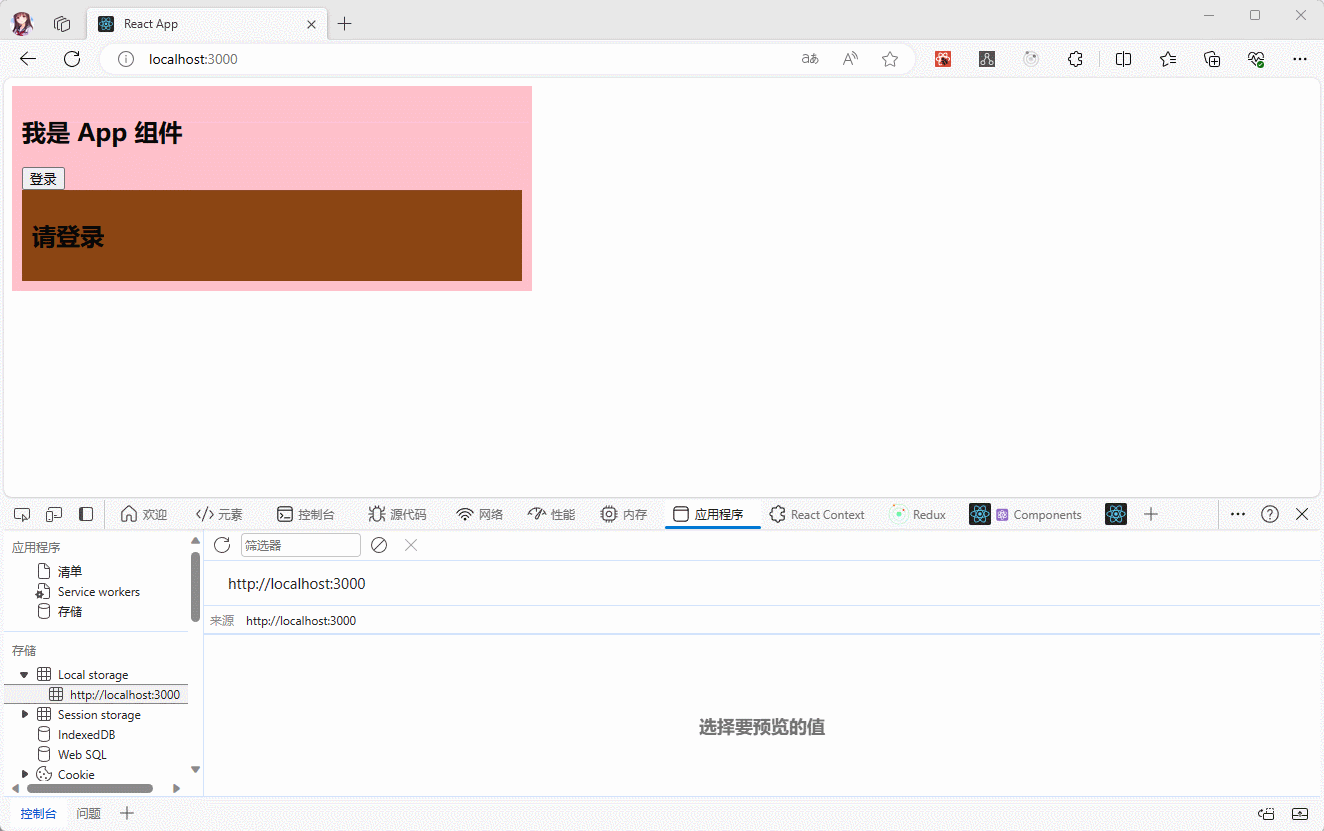 React App
localhost:3000
我是 App 组件
登录
请登录
欢迎 元素 控制台 源代码 网络 性能 内存 应用程序 React Context Redux Components
应用程序
筛选器
清单
http://localhost:3000
Service workers
存储
来源 http://localhost:3000
存储
Local storage
http://localhost:3000
Session storage
选择要预览的值
IndexedDB
Web SQL
Cookie
控制台 问题